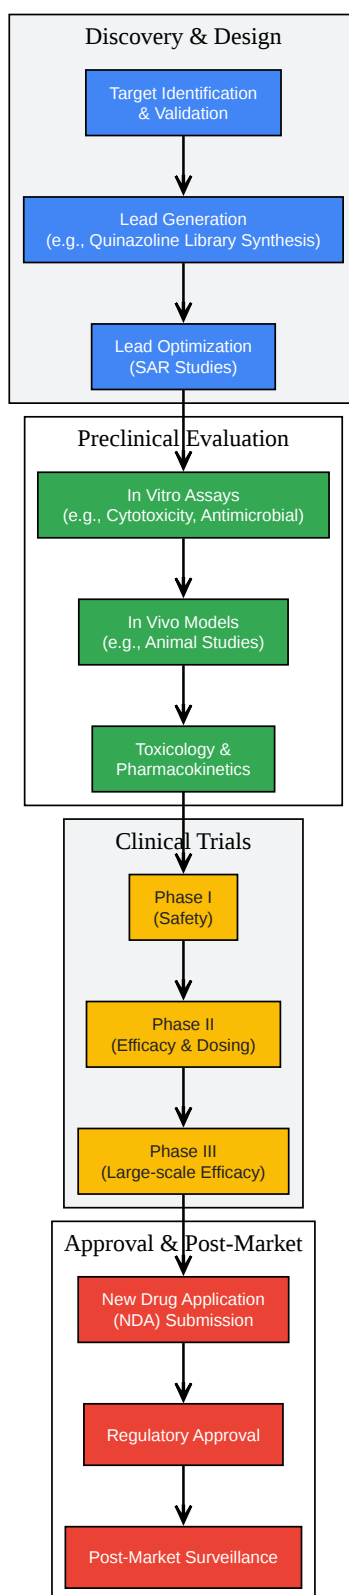 Discovery & Design
Target Identification
& Validation
Lead Generation
(e.g., Quinazoline Library Synthesis)
Lead Optimization
(SAR Studies)
Preclinical Evaluation
In Vitro Assays
(e.g., Cytotoxicity, Antimicrobial)
In Vivo Models
(e.g., Animal Studies)
Toxicology &
Pharmacokinetics
Clinical Trials
Phase I
(Safety)
Phase II
(Efficacy & Dosing)
Phase III
(Large-scale Efficacy)
Approval & Post-Market
New Drug Application
(NDA) Submission
Regulatory Approval
Post-Market Surveillance